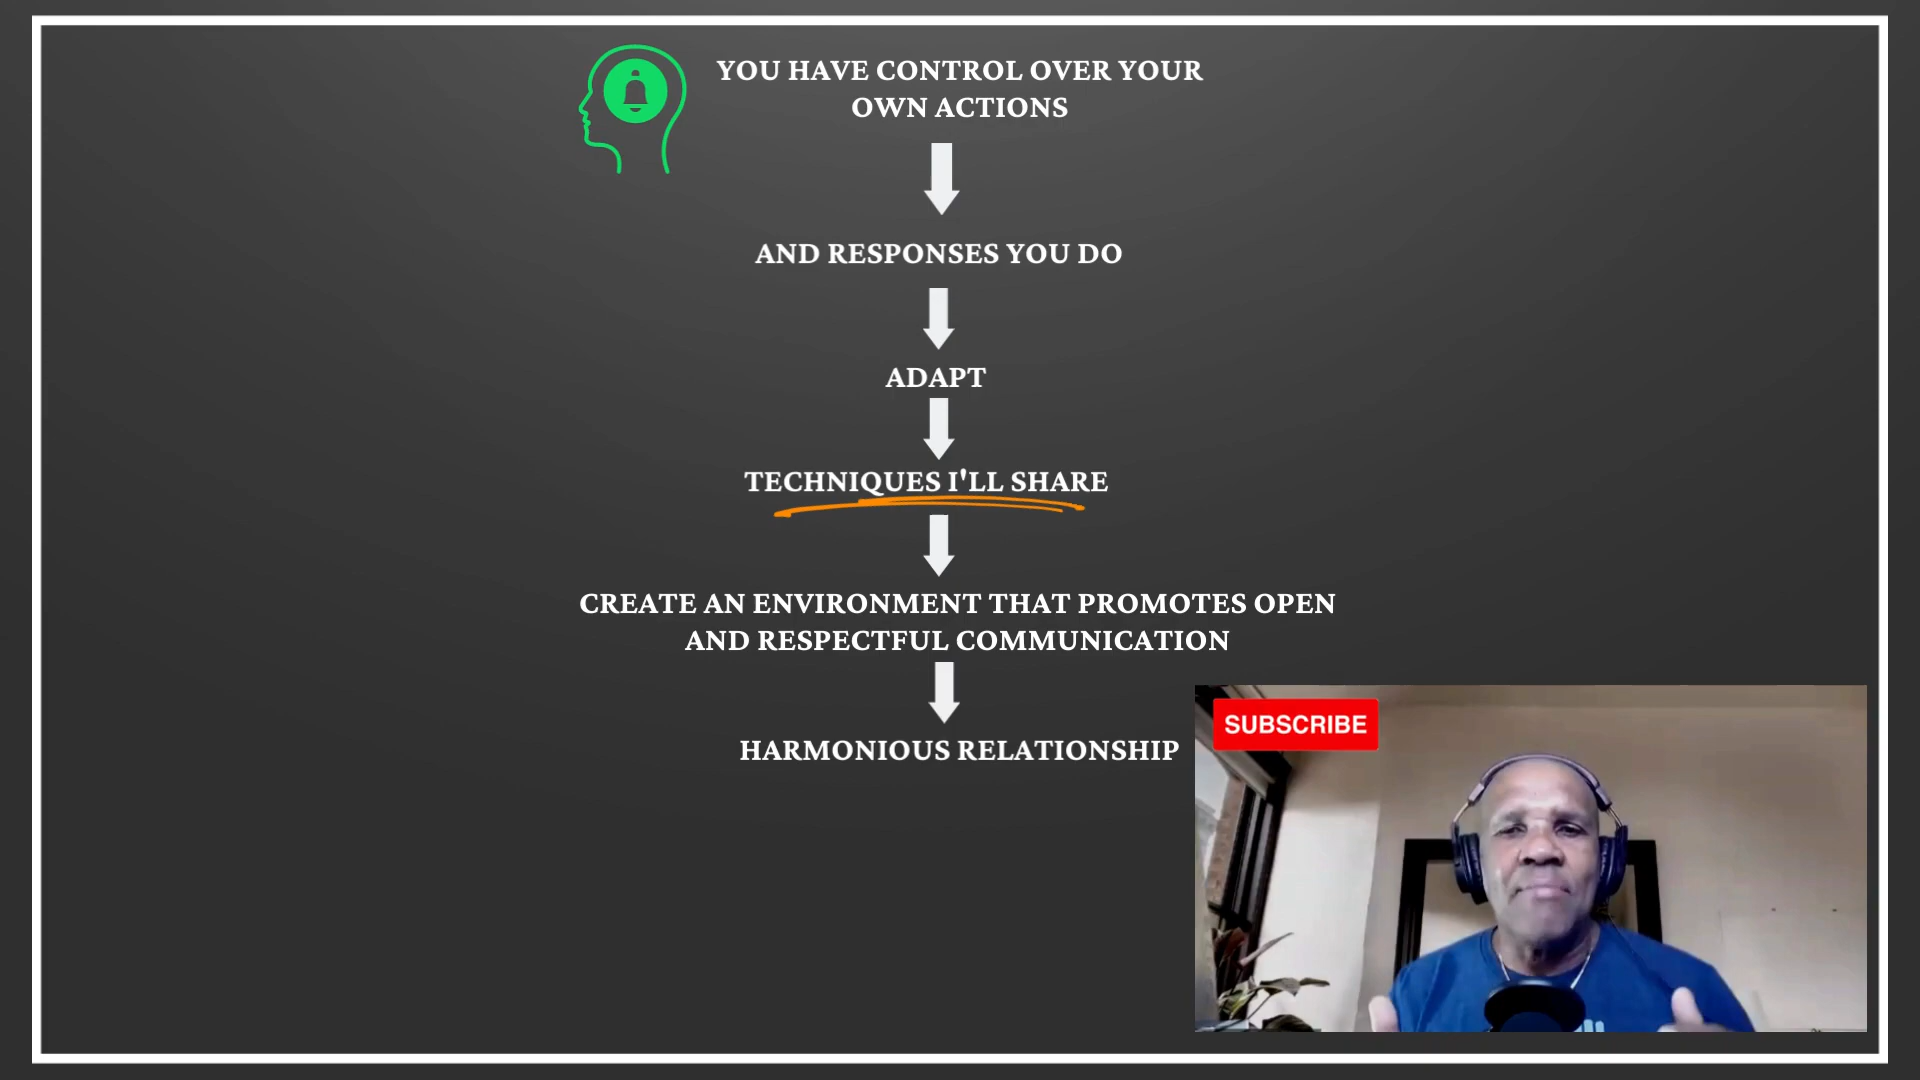 YOU HAVE CONTROL OVER YOUR
OWN ACTIONS
AND RESPONSES YOU DO
ADAPT
TECHNIQUES I'LL SHARE
CREATE AN ENVIRONMENT THAT PROMOTES OPEN
AND RESPECTFUL COMMUNICATION
HARMONIOUS RELATIONSHIP
SUBSCRIBE